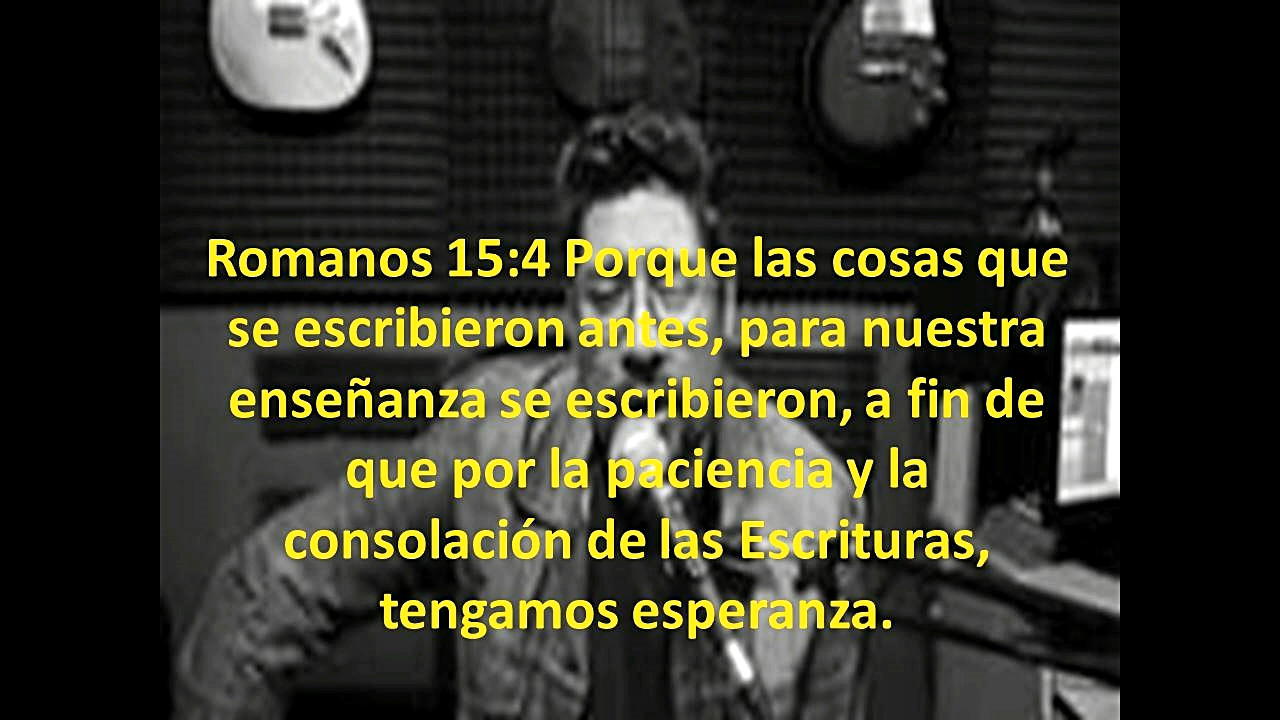 Romanos 15:4 Porque las cosas que
se escribieron antes, para nuestra
enseñanza se escribieron, a fin de
que por la paciencia y la
consolación de las Escrituras,
tengamos esperanza.